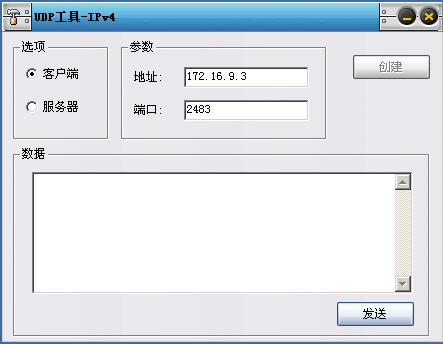 UDP工具-IPv4
选项
客户端
服务器
参数
地址: 172.16.9.3
端口: 2483
创建
数据
发送